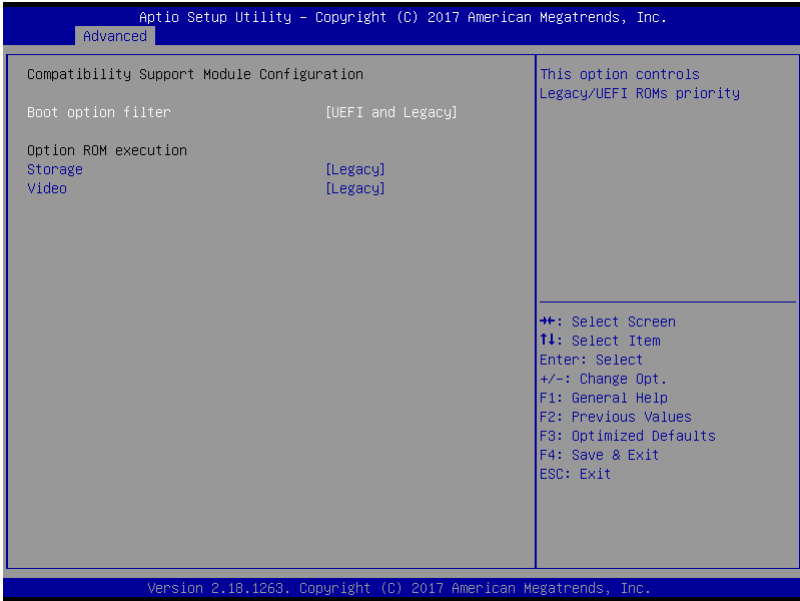 Aptio Setup Utility – Copyright (C) 2017 American Megatrends, Inc.
Advanced
Compatibility Support Module Configuration
Boot option filter [UEFI and Legacy]
Option ROM execution
Storage [Legacy]
Video [Legacy]
This option controls
Legacy/UEFI ROMs priority
→←: Select Screen
↑↓: Select Item
Enter: Select
+/-: Change Opt.
F1: General Help
F2: Previous Values
F3: Optimized Defaults
F4: Save & Exit
ESC: Exit
Version 2.18.1263. Copyright (C) 2017 American Megatrends, Inc.